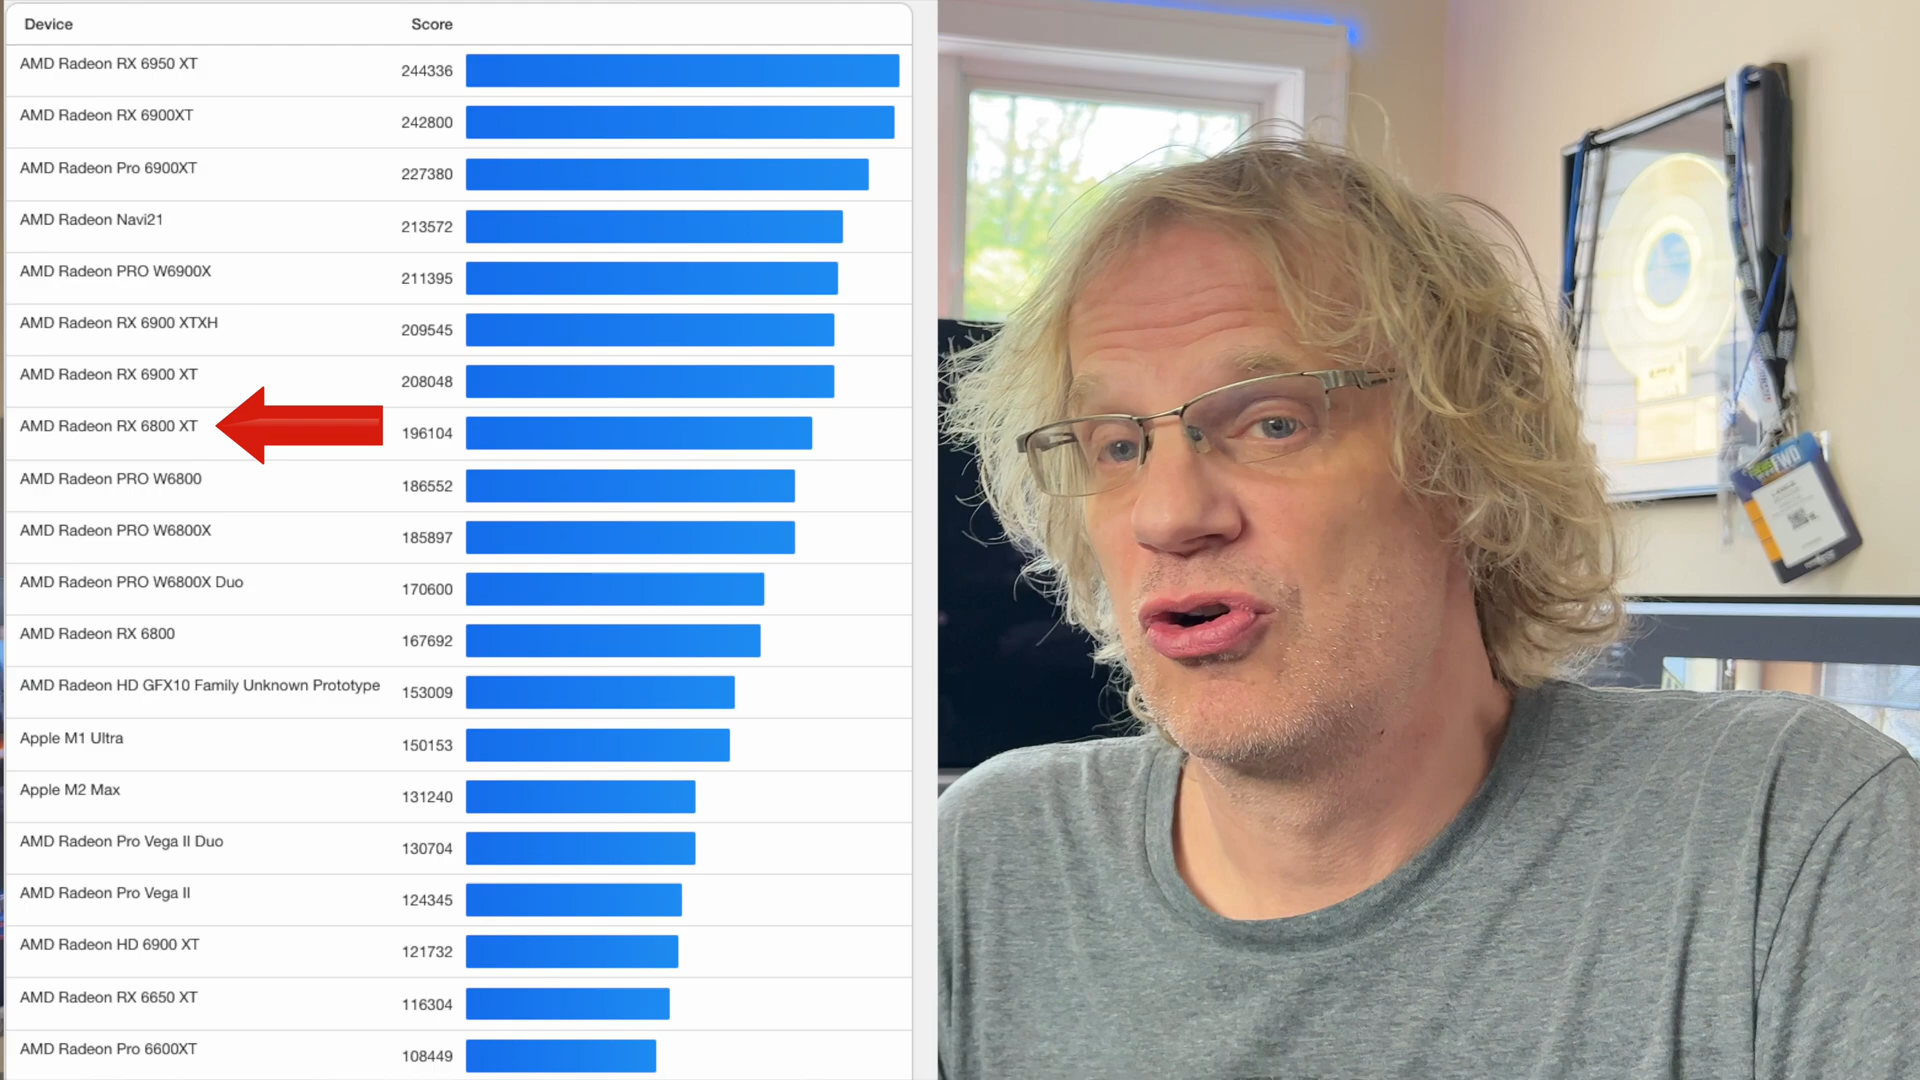 Device Score
AMD Radeon RX 6950 XT 244336
AMD Radeon RX 6900XT 242800
AMD Radeon Pro 6900XT 227380
AMD Radeon Navi21 213572
AMD Radeon PRO W6900X 211395
AMD Radeon RX 6900 XTXH 209545
AMD Radeon RX 6900 XT 208048
AMD Radeon RX 6800 XT 196104
AMD Radeon PRO W6800 186552
AMD Radeon PRO W6800X 185897
AMD Radeon PRO W6800X Duo 170600
AMD Radeon RX 6800 167692
AMD Radeon HD GFX10 Family Unknown Prototype 153009
Apple M1 Ultra 150153
Apple M2 Max 131240
AMD Radeon Pro Vega II Duo 130704
AMD Radeon Pro Vega II 124345
AMD Radeon HD 6900 XT 121732
AMD Radeon RX 6650 XT 116304
AMD Radeon Pro 6600XT 108449